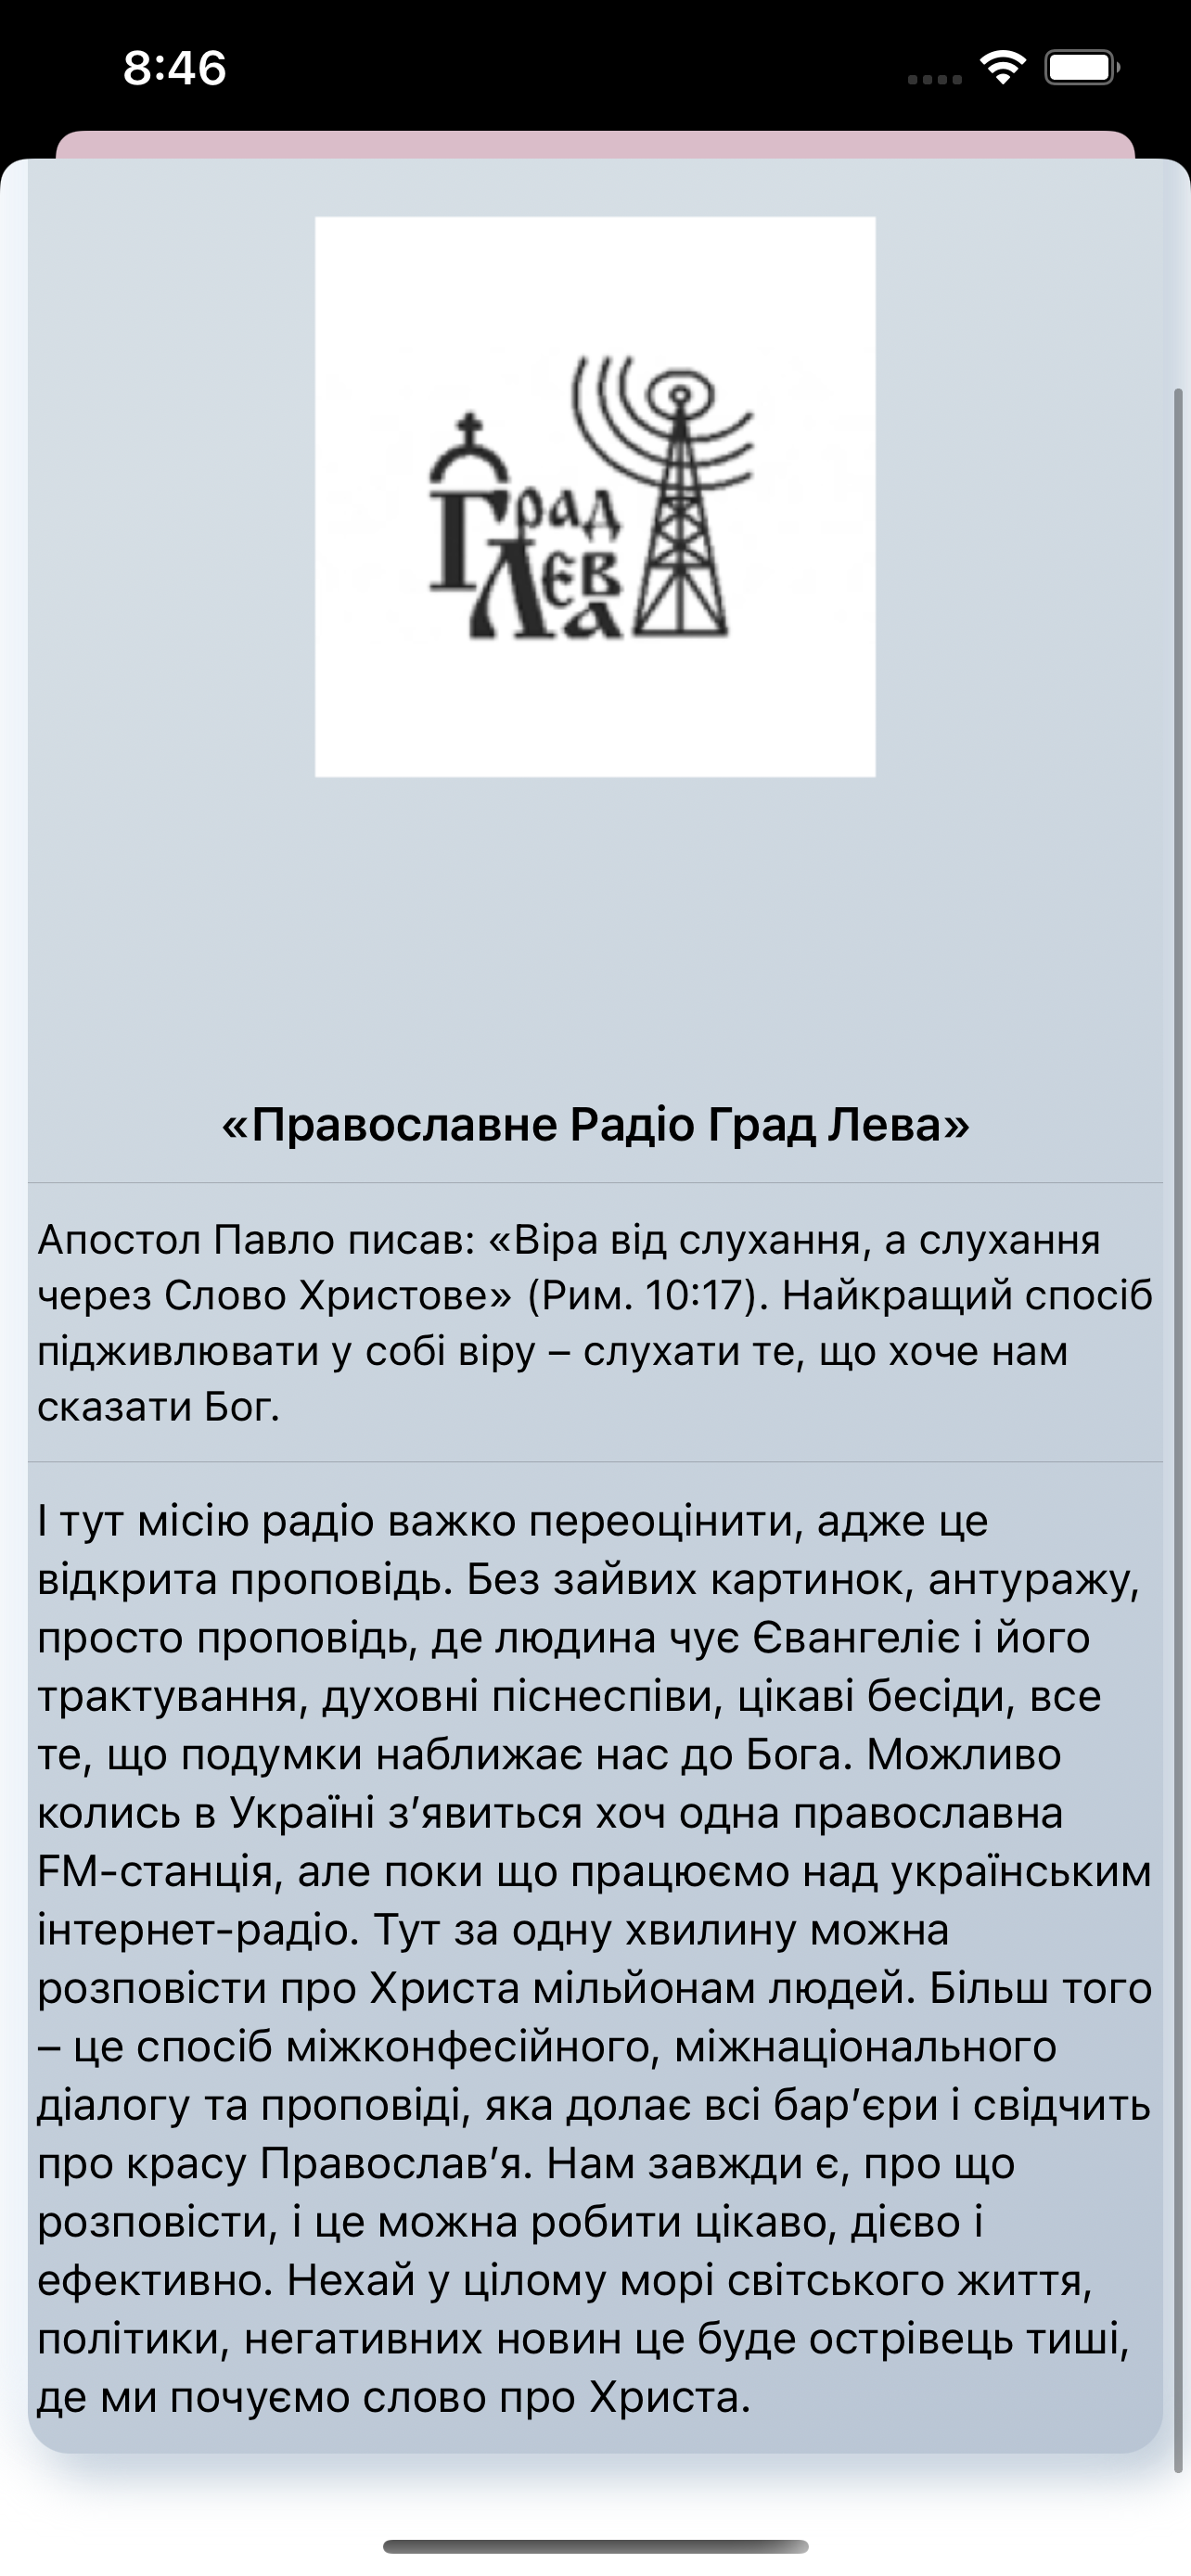 8:46
Град
Лева
«Православне Радіо Град Лева»
Апостол Павло писав: «Віра від слухання, а слухання
через Слово Христове» (Рим. 10:17). Найкращий спосіб
підживлювати у собі віру – слухати те, що хоче нам
сказати Бог.
І тут місію радіо важко переоцінити, адже це
відкрита проповідь. Без зайвих картинок, антуражу,
просто проповідь, де людина чує Євангеліє і його
трактування, духовні піснеспіви, цікаві бесіди, все
те, що подумки наближає нас до Бога. Можливо
колись в Україні з’явиться хоч одна православна
FM-станція, але поки що працюємо над українським
інтернет-радіо. Тут за одну хвилину можна
розповісти про Христа мільйонам людей. Більш того
– це спосіб міжконфесійного, міжнаціонального
діалогу та проповіді, яка долає всі бар’єри і свідчить
про красу Православ’я. Нам завжди є, про що
розповісти, і це можна робити цікаво, дієво і
ефективно. Нехай у цілому морі світського життя,
політики, негативних новин це буде острівець тиші,
де ми почуємо слово про Христа.